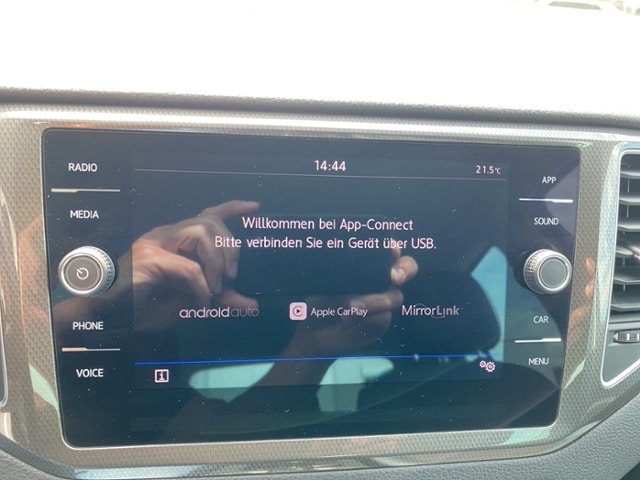 RADIO
MEDIA
PHONE
VOICE
14:44
21.5°C
Willkommen bei App-Connect
Bitte verbinden Sie ein Gerät über USB.
androidauto
Apple CarPlay
MirrorLink
i
APP
SOUND
CAR
MENU